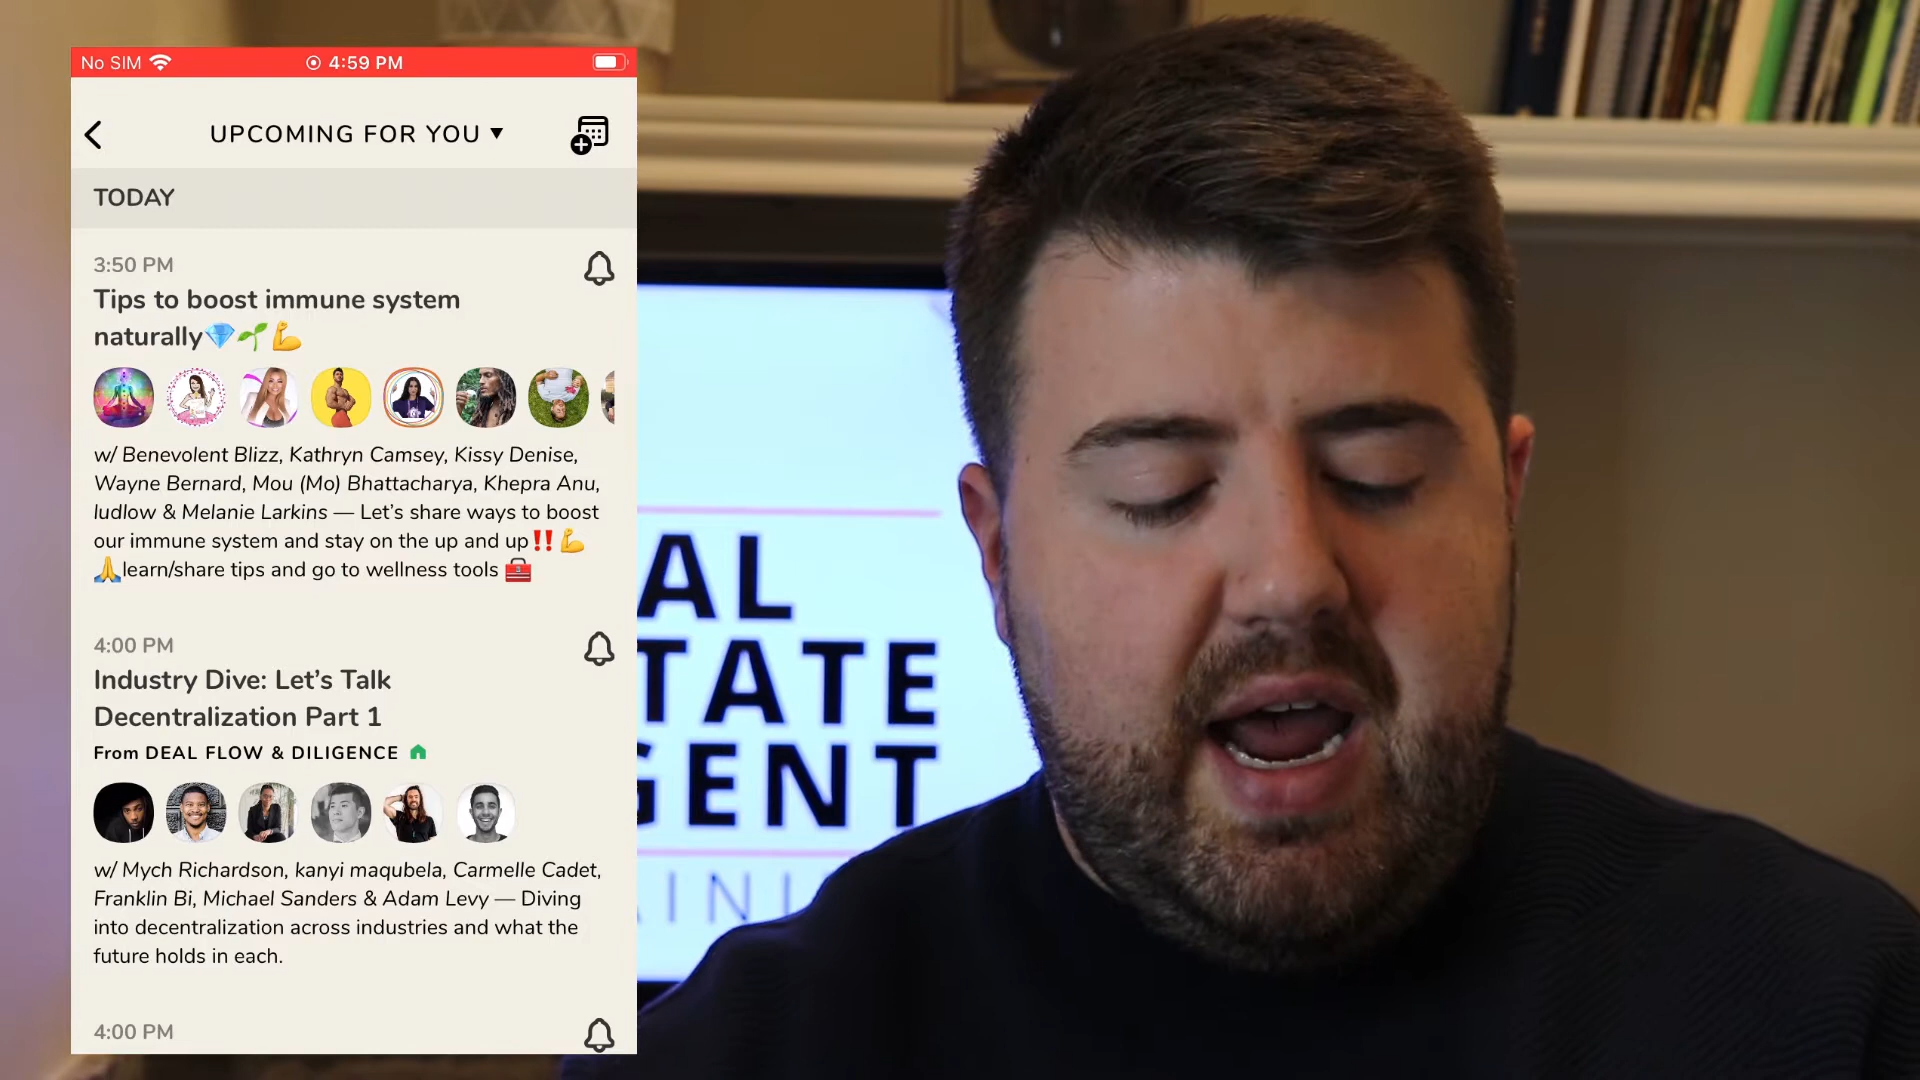 No SIM
4:59 PM
UPCOMING FOR YOU ▼
TODAY
3:50 PM
Tips to boost immune system
naturally💎🌱💪
w/ Benevolent Blizz, Kathryn Camsey, Kissy Denise,
Wayne Bernard, Mou (Mo) Bhattacharya, Khepra Anu,
ludlow & Melanie Larkins — Let's share ways to boost
our immune system and stay on the up and up‼️💪
🙏learn/share tips and go to wellness tools 🧰
4:00 PM
Industry Dive: Let's Talk
Decentralization Part 1
From DEAL FLOW & DILIGENCE
w/ Mych Richardson, kanyi maqubela, Carmelle Cadet,
Franklin Bi, Michael Sanders & Adam Levy — Diving
into decentralization across industries and what the
future holds in each.
4:00 PM
AL
TATE
GENT
INI